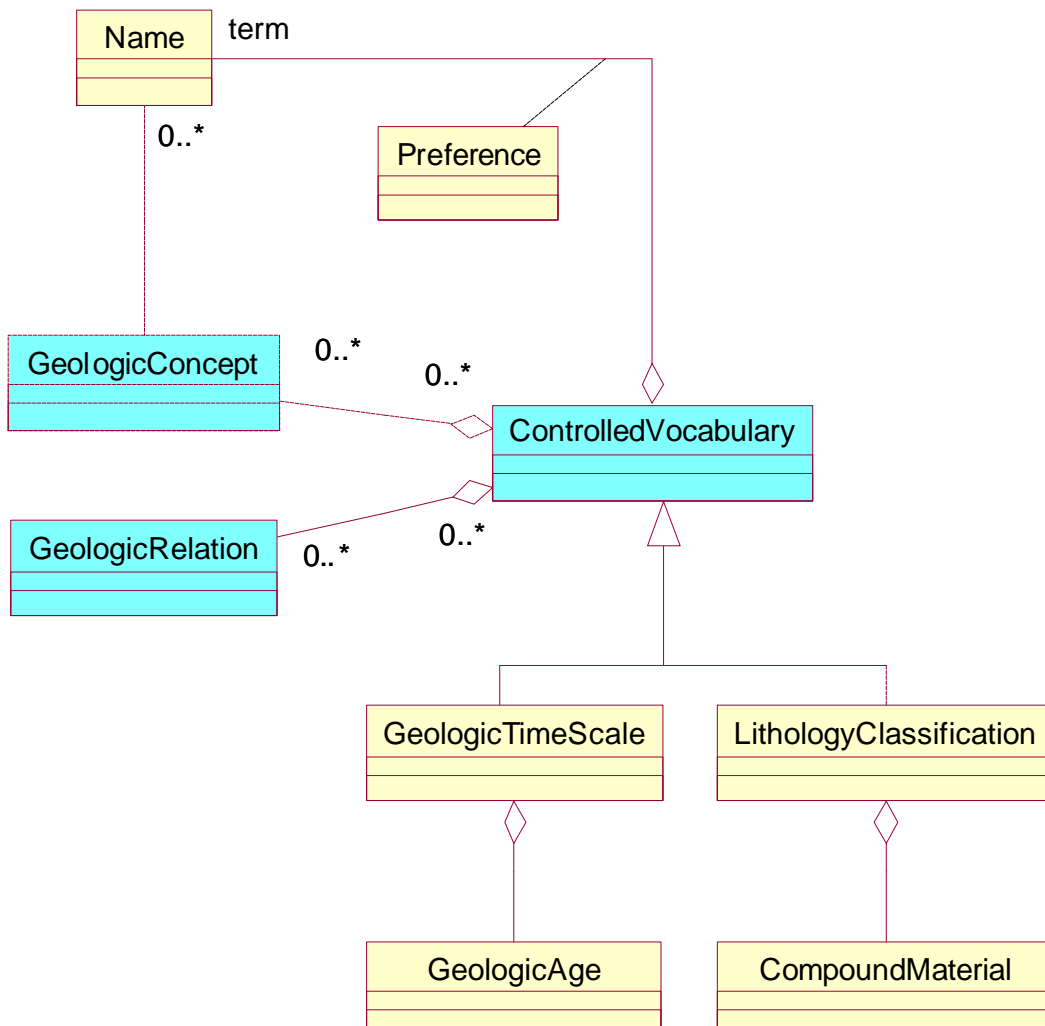 Name
term
0..*
Preference
GeologicConcept
0..*
0..*
ControlledVocabulary
GeologicRelation
0..*
0..*
GeologicTimeScale
LithologyClassification
GeologicAge
CompoundMaterial